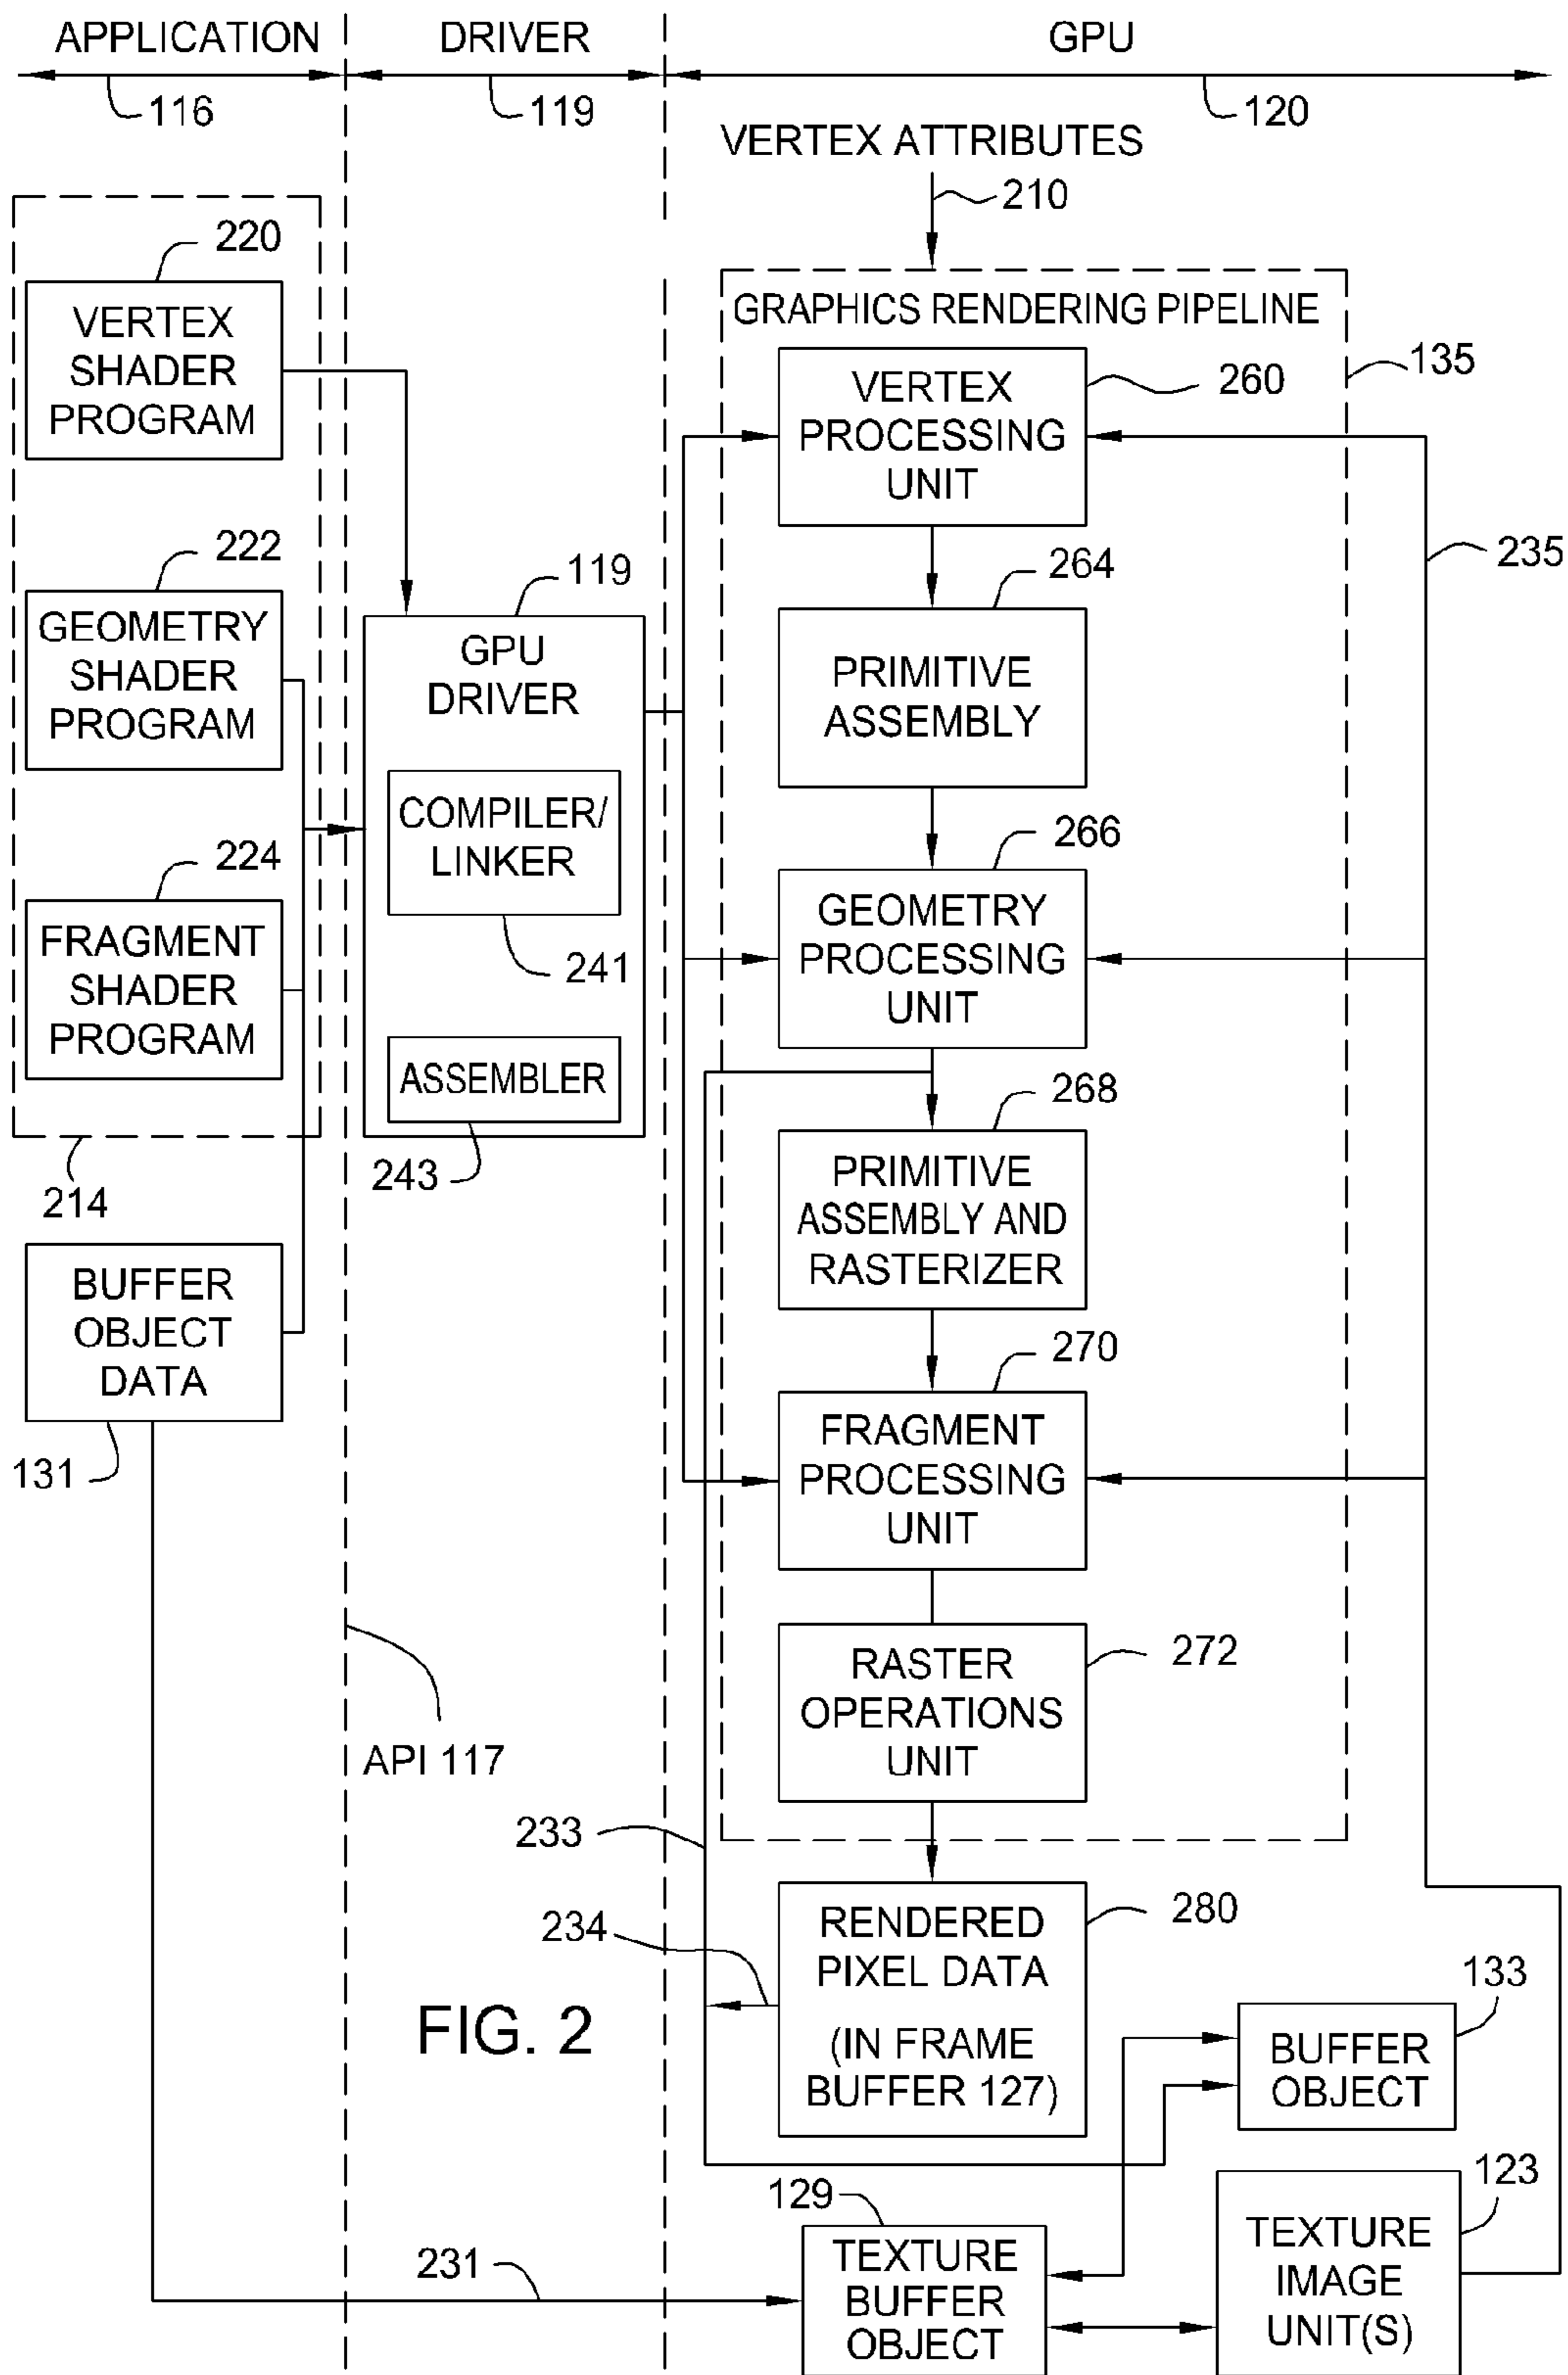 APPLICATION
DRIVER
GPU
116
119
120
VERTEX ATTRIBUTES
210
220
VERTEX
SHADER
PROGRAM
GRAPHICS RENDERING PIPELINE
135
VERTEX
PROCESSING
UNIT
260
222
GEOMETRY
SHADER
PROGRAM
119
GPU
DRIVER
COMPILER/
LINKER
241
ASSEMBLER
243
264
PRIMITIVE
ASSEMBLY
235
224
FRAGMENT
SHADER
PROGRAM
214
266
GEOMETRY
PROCESSING
UNIT
268
PRIMITIVE
ASSEMBLY AND
RASTERIZER
BUFFER
OBJECT
DATA
131
270
FRAGMENT
PROCESSING
UNIT
RASTER
OPERATIONS
UNIT
272
API 117
233
234
RENDERED
PIXEL DATA
(IN FRAME
BUFFER 127)
280
FIG. 2
133
BUFFER
OBJECT
129
TEXTURE
BUFFER
OBJECT
123
TEXTURE
IMAGE
UNIT(S)
231